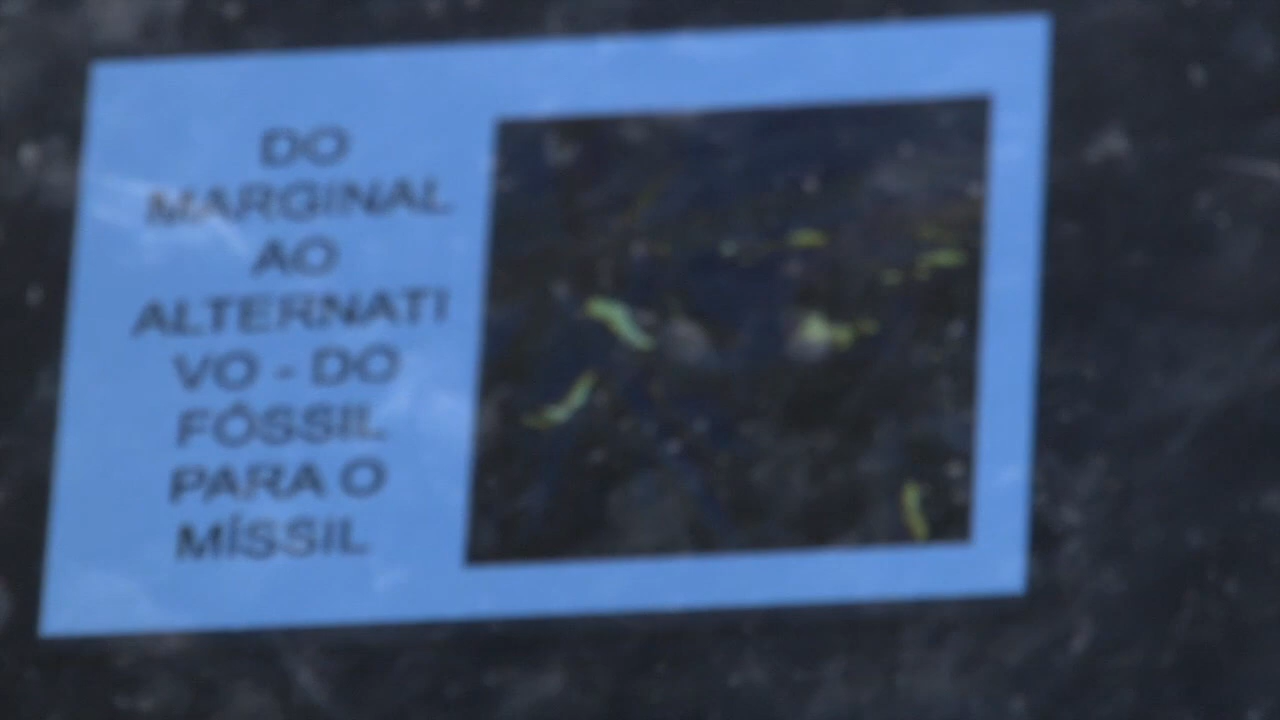 DO
MARGINAL
AO
ALTERNATI
VO - DO
FÓSSIL
PARA O
MÍSSIL